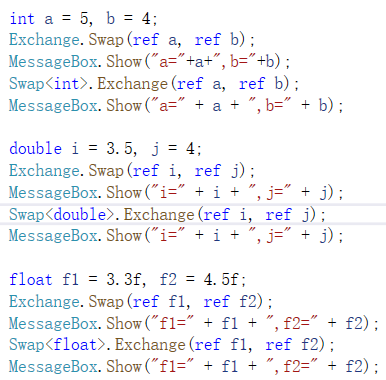 int a = 5, b = 4;
Exchange.Swap(ref a, ref b);
MessageBox.Show("a="+a+",b="+b);
Swap<int>.Exchange(ref a, ref b);
MessageBox.Show("a=" + a + ",b=" + b);
double i = 3.5, j = 4;
Exchange.Swap(ref i, ref j);
MessageBox.Show("i=" + i + ",j=" + j);
Swap<double>.Exchange(ref i, ref j);
MessageBox.Show("i=" + i + ",j=" + j);
float f1 = 3.3f, f2 = 4.5f;
Exchange.Swap(ref f1, ref f2);
MessageBox.Show("f1=" + f1 + ",f2=" + f2);
Swap<float>.Exchange(ref f1, ref f2);
MessageBox.Show("f1=" + f1 + ",f2=" + f2);